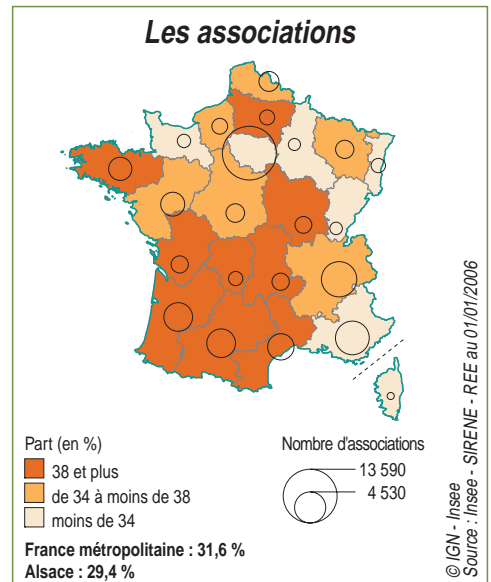 Les associations
Part (en %)
38 et plus
de 34 à moins de 38
moins de 34
France métropolitaine : 31,6 %
Alsace : 29,4 %
Nombre d'associations
13 590
4 530
© IGN - Insee
Source : Insee - SIRENE - REE au 01/01/2006